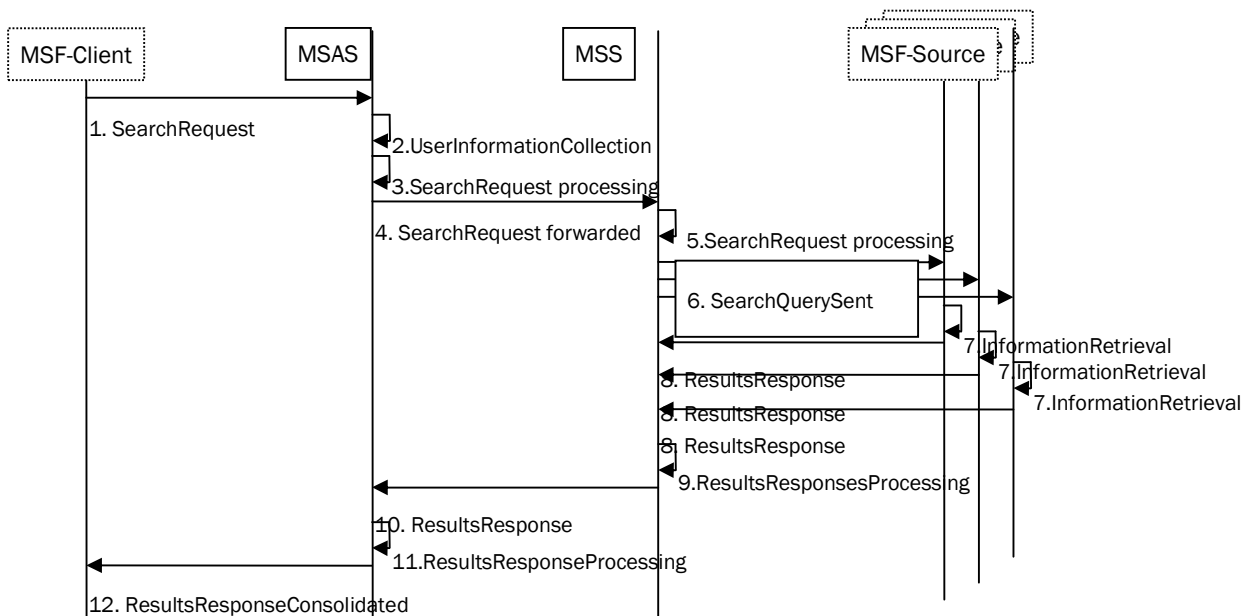 MSF-Client
MSAS
MSS
MSF-Source
1. SearchRequest
2.UserInformationCollection
3.SearchRequest processing
4. SearchRequest forwarded
5.SearchRequest processing
6. SearchQuerySent
7.InformationRetrieval
7.InformationRetrieval
8. ResultsResponse
7.InformationRetrieval
8. ResultsResponse
8. ResultsResponse
9.ResultsResponsesProcessing
10. ResultsResponse
11.ResultsResponseProcessing
12. ResultsResponseConsolidated